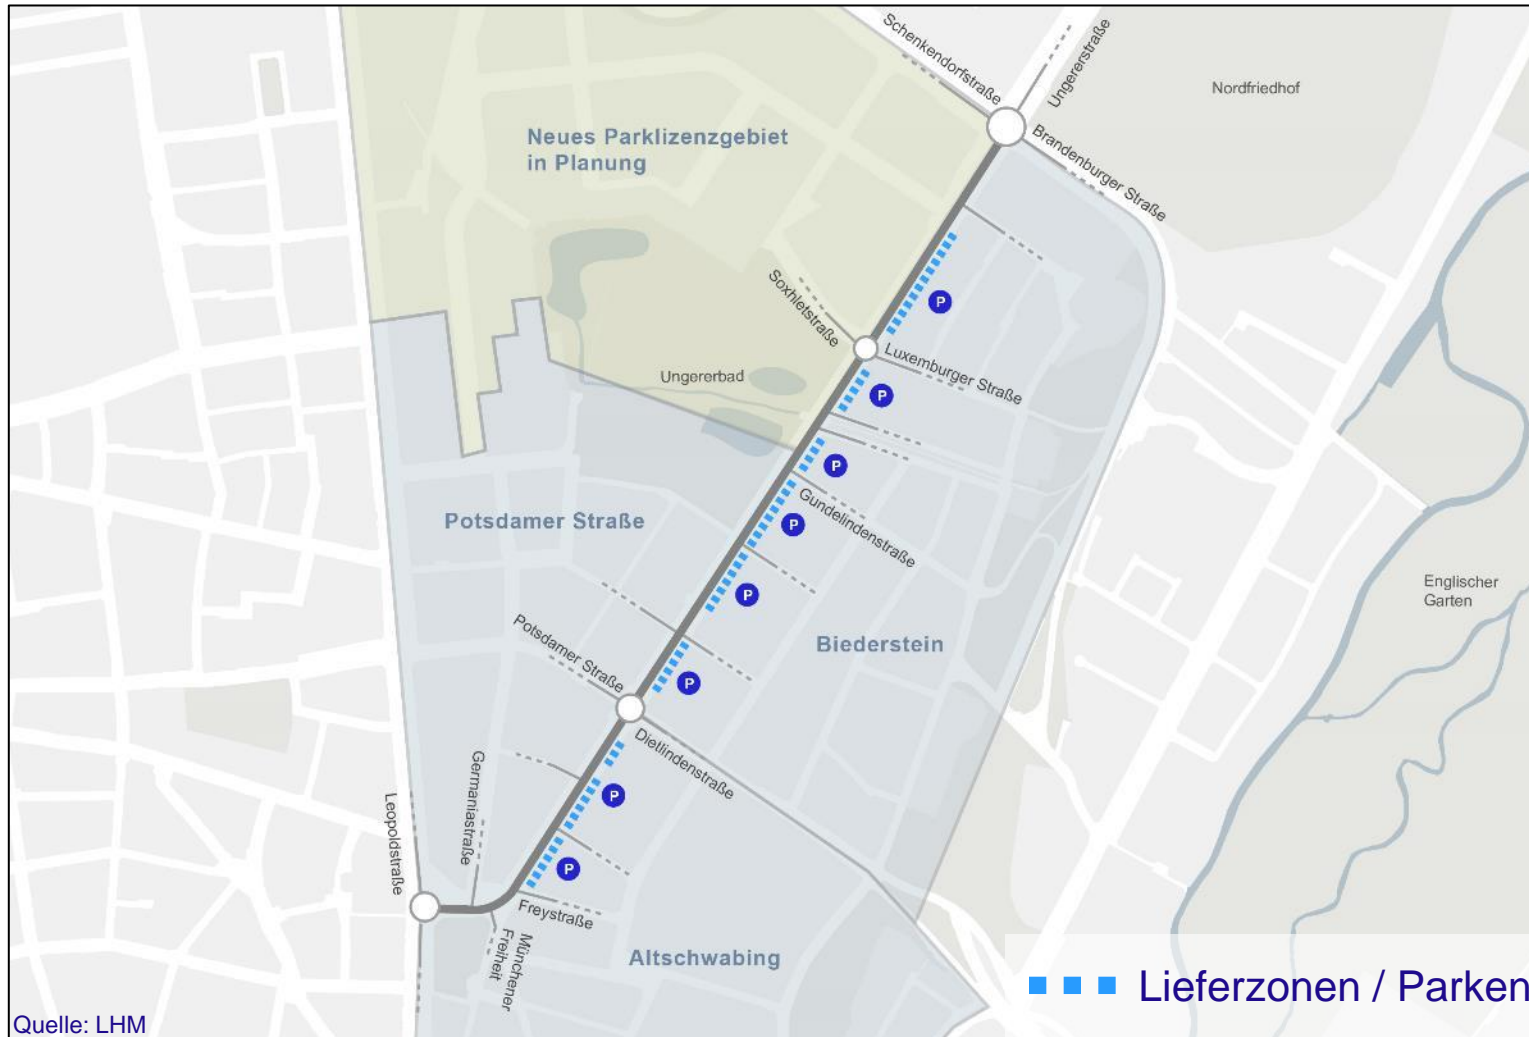 Schenkendorfstraße
Ungererstraße
Nordfriedhof
Neues Parklizenzgebiet
in Planung
Brandenburger Straße
Soxhletstraße
P
Luxemburger Straße
Ungererbad
P
P
Gundelindenstraße
Potsdamer Straße
P
Englischer
Garten
P
Potsdamer Straße
Biederstein
P
Dietlindenstraße
Germaniastraße
Leopoldstraße
P
P
Freystraße
Münchener
Freiheit
Altschwabing
Lieferzonen / Parken
Quelle: LHM